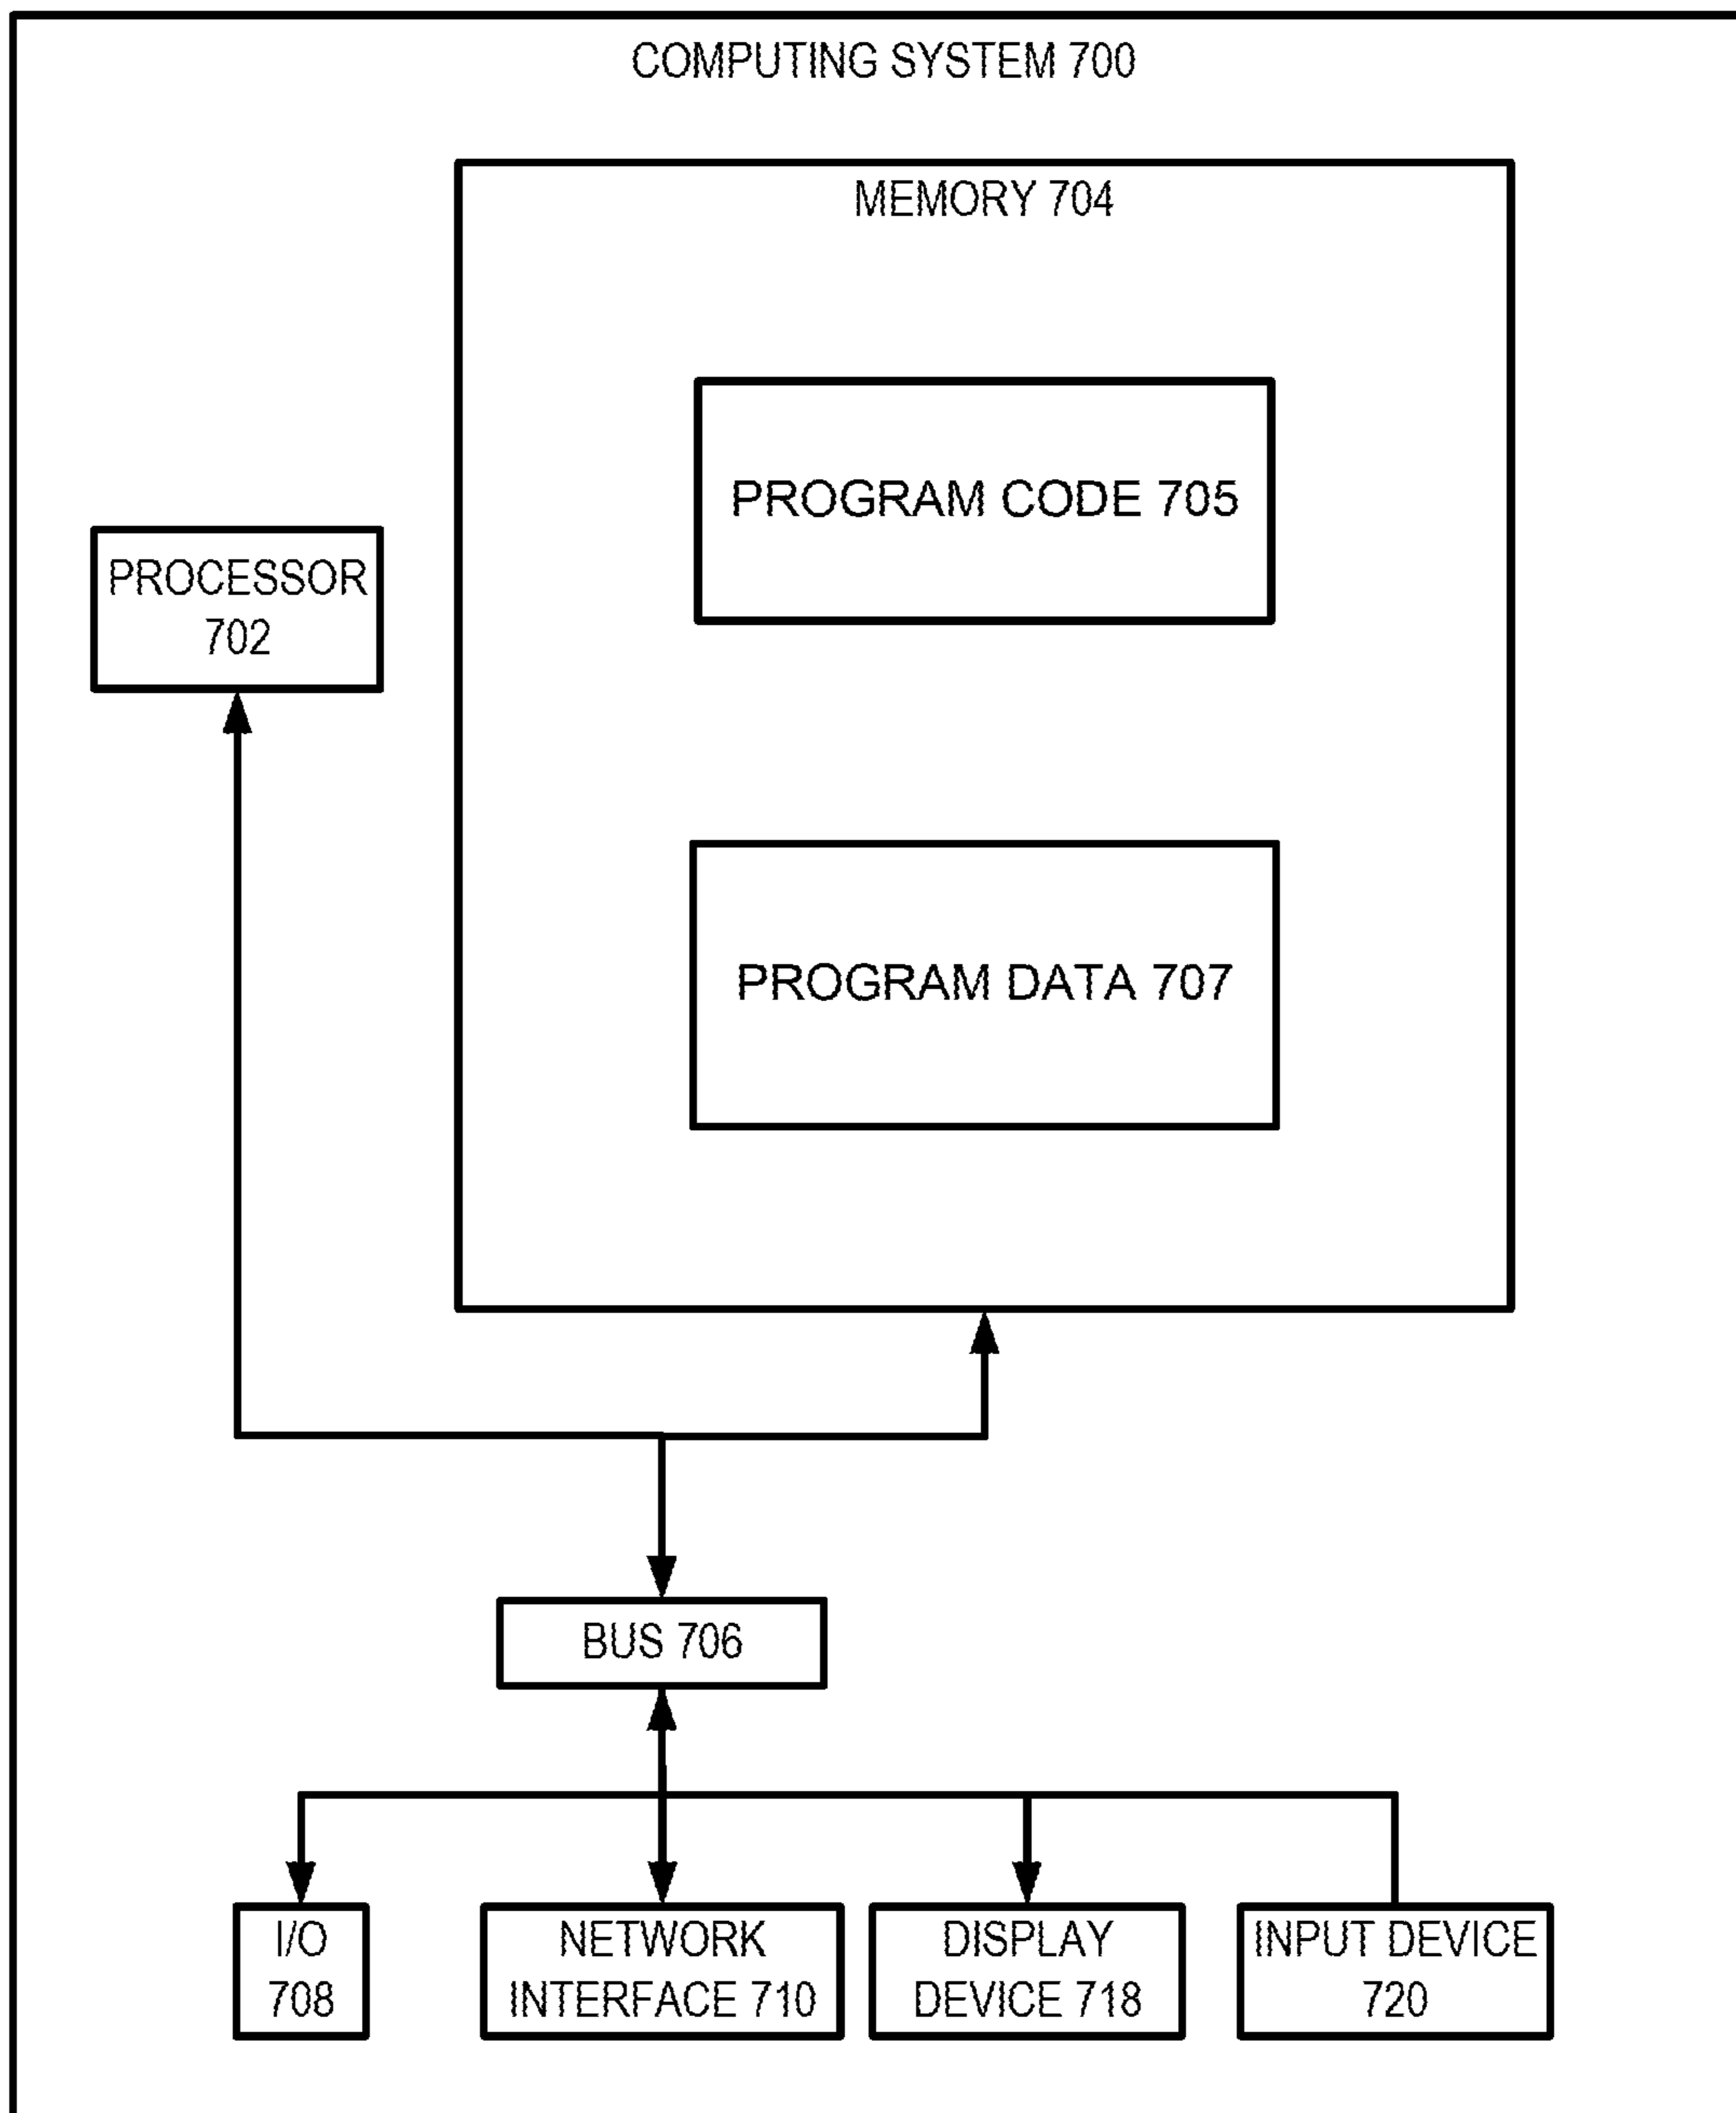 COMPUTING SYSTEM 700
MEMORY 704
PROGRAM CODE 705
PROCESSOR
702
PROGRAM DATA 707
BUS 706
I/O
708
NETWORK
INTERFACE 710
DISPLAY
DEVICE 718
INPUT DEVICE
720